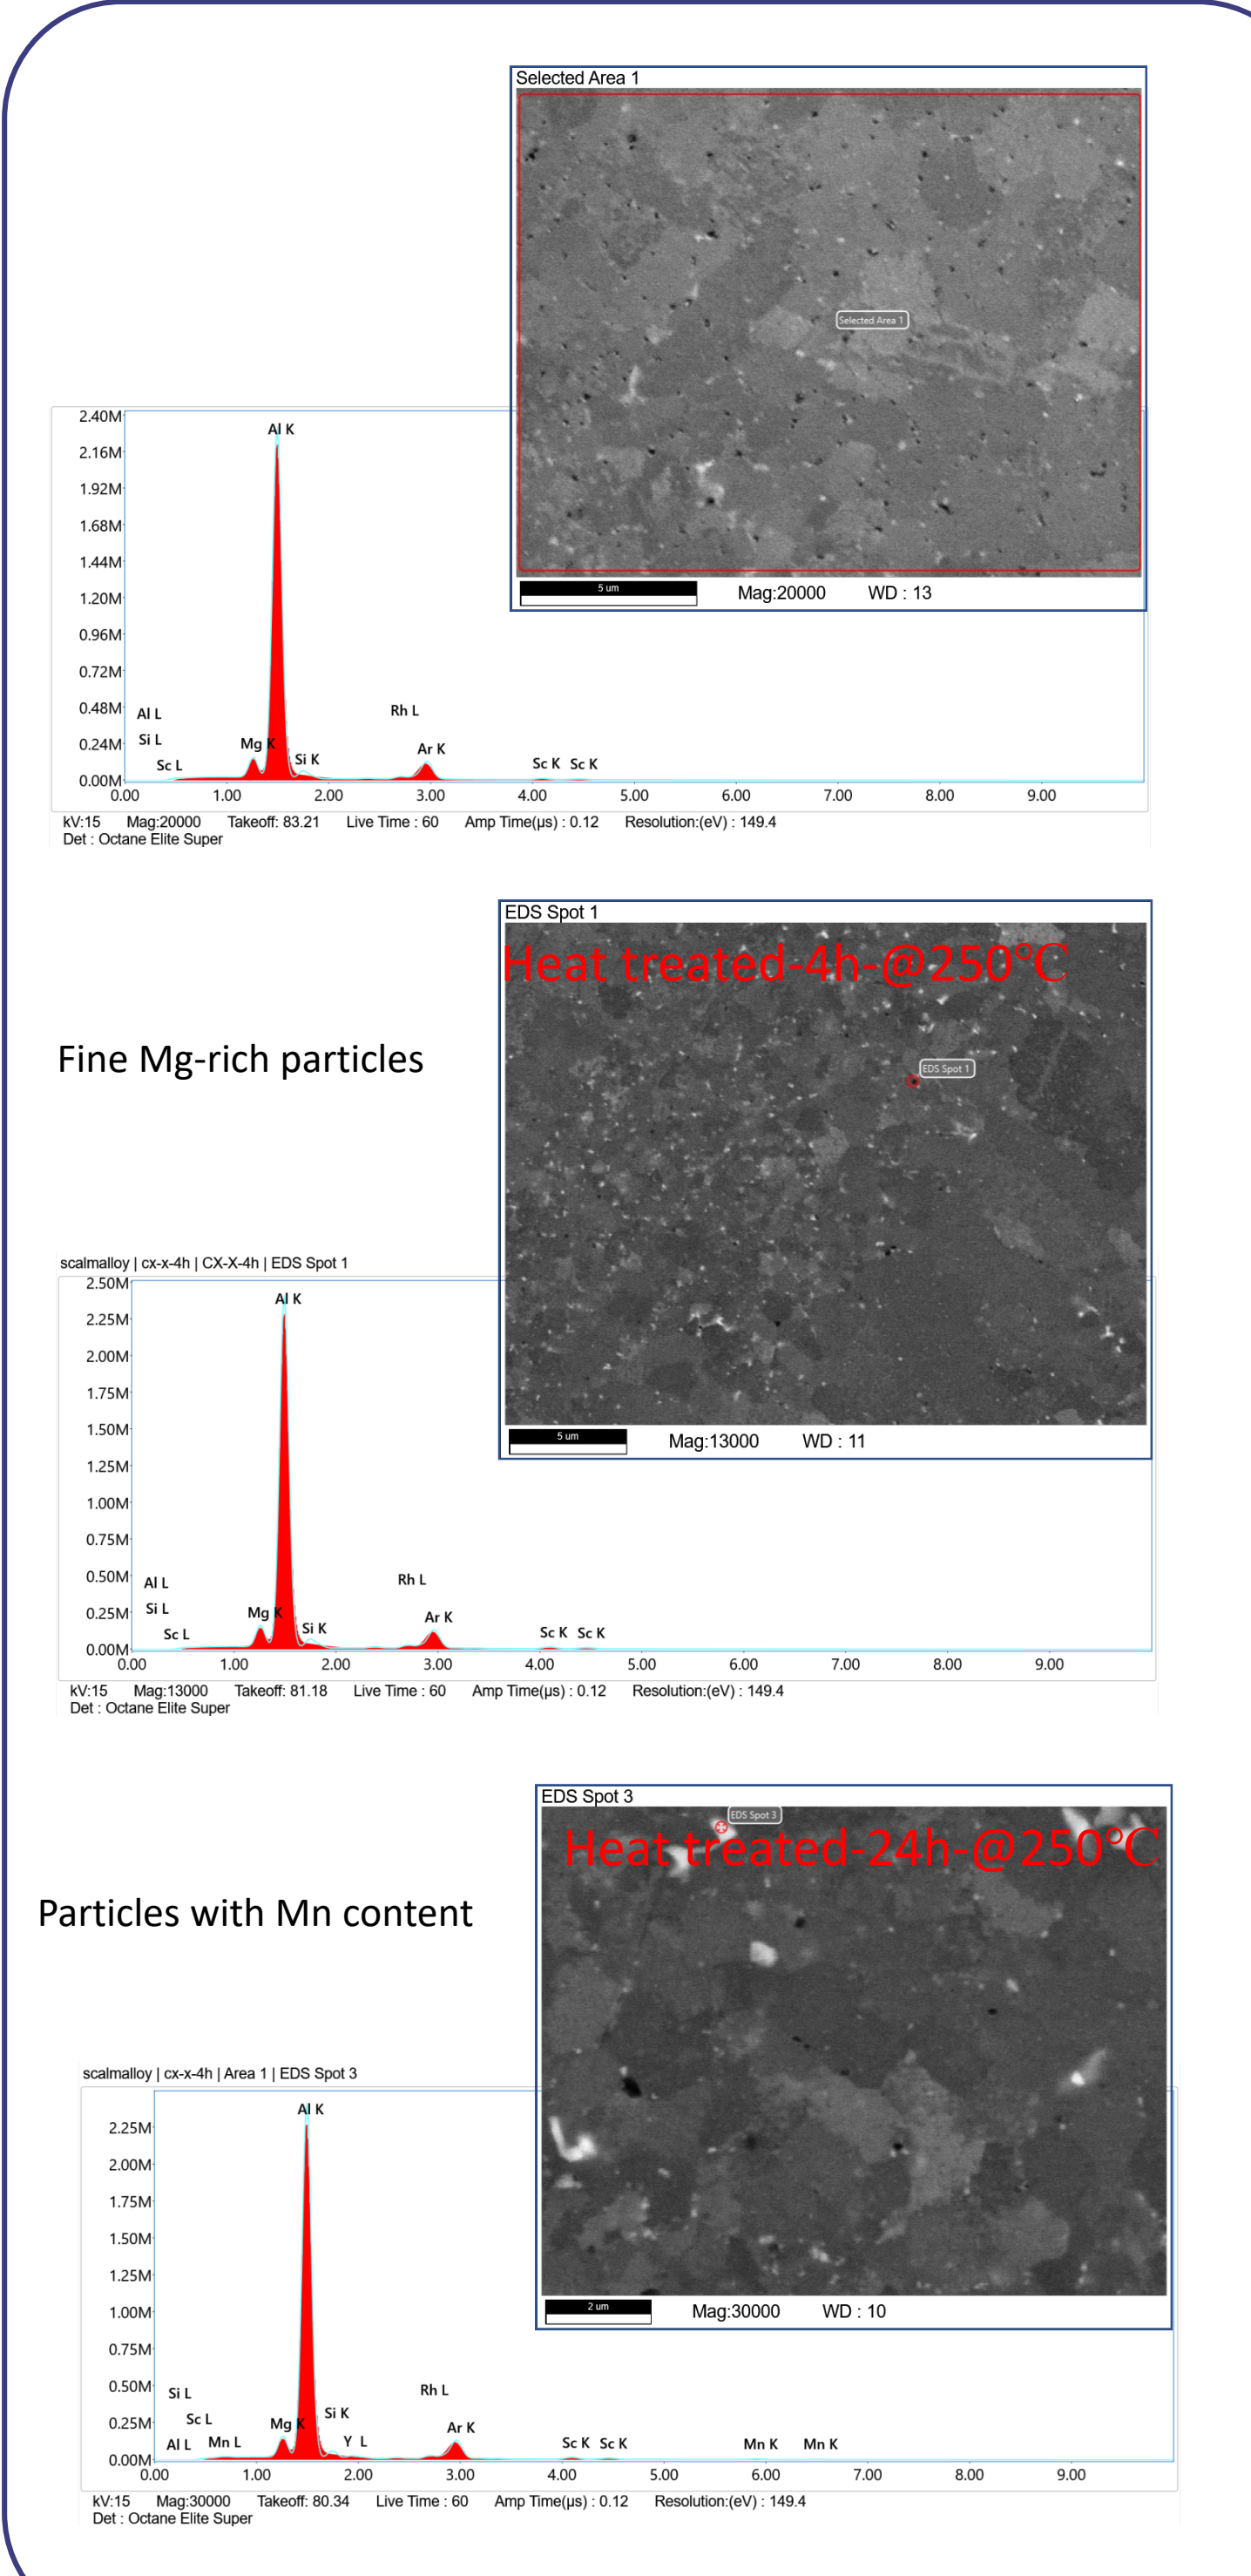 Selected Area 1
Selected Area 1
5 um Mag:20000 WD : 13
2.40M
2.16M
1.92M
1.68M
1.44M
1.20M
0.96M
0.72M
0.48M
0.24M
0.00M
Al K
Al L
Si L
Sc L
Mg K
Si K
Rh L
Ar K
Sc K
Sc K
0.00 1.00 2.00 3.00 4.00 5.00 6.00 7.00 8.00 9.00
kV:15 Mag:20000 Takeoff: 83.21 Live Time : 60 Amp Time(µs) : 0.12 Resolution:(eV) : 149.4
Det : Octane Elite Super
EDS Spot 1
Heat treated-4h-@250℃
EDS Spot 1
Fine Mg-rich particles
5 um Mag:13000 WD : 11
scalmalloy | cx-x-4h | CX-X-4h | EDS Spot 1
2.50M
2.25M
2.00M
1.75M
1.50M
1.25M
1.00M
0.75M
0.50M
0.25M
0.00M
Al K
Al L
Si L
Sc L
Mg K
Si K
Rh L
Ar K
Sc K
Sc K
0.00 1.00 2.00 3.00 4.00 5.00 6.00 7.00 8.00 9.00
kV:15 Mag:13000 Takeoff: 81.18 Live Time : 60 Amp Time(µs) : 0.12 Resolution:(eV) : 149.4
Det : Octane Elite Super
EDS Spot 3
EDS Spot 3
Heat treated-24h-@250℃
Particles with Mn content
2 um Mag:30000 WD : 10
scalmalloy | cx-x-4h | Area 1 | EDS Spot 3
2.25M
2.00M
1.75M
1.50M
1.25M
1.00M
0.75M
0.50M
0.25M
0.00M
Al K
Si L
Sc L
Al L
Mn L
Mg K
Si K
Y L
Rh L
Ar K
Sc K
Sc K
Mn K
Mn K
0.00 1.00 2.00 3.00 4.00 5.00 6.00 7.00 8.00 9.00
kV:15 Mag:30000 Takeoff: 80.34 Live Time : 60 Amp Time(µs) : 0.12 Resolution:(eV) : 149.4
Det : Octane Elite Super